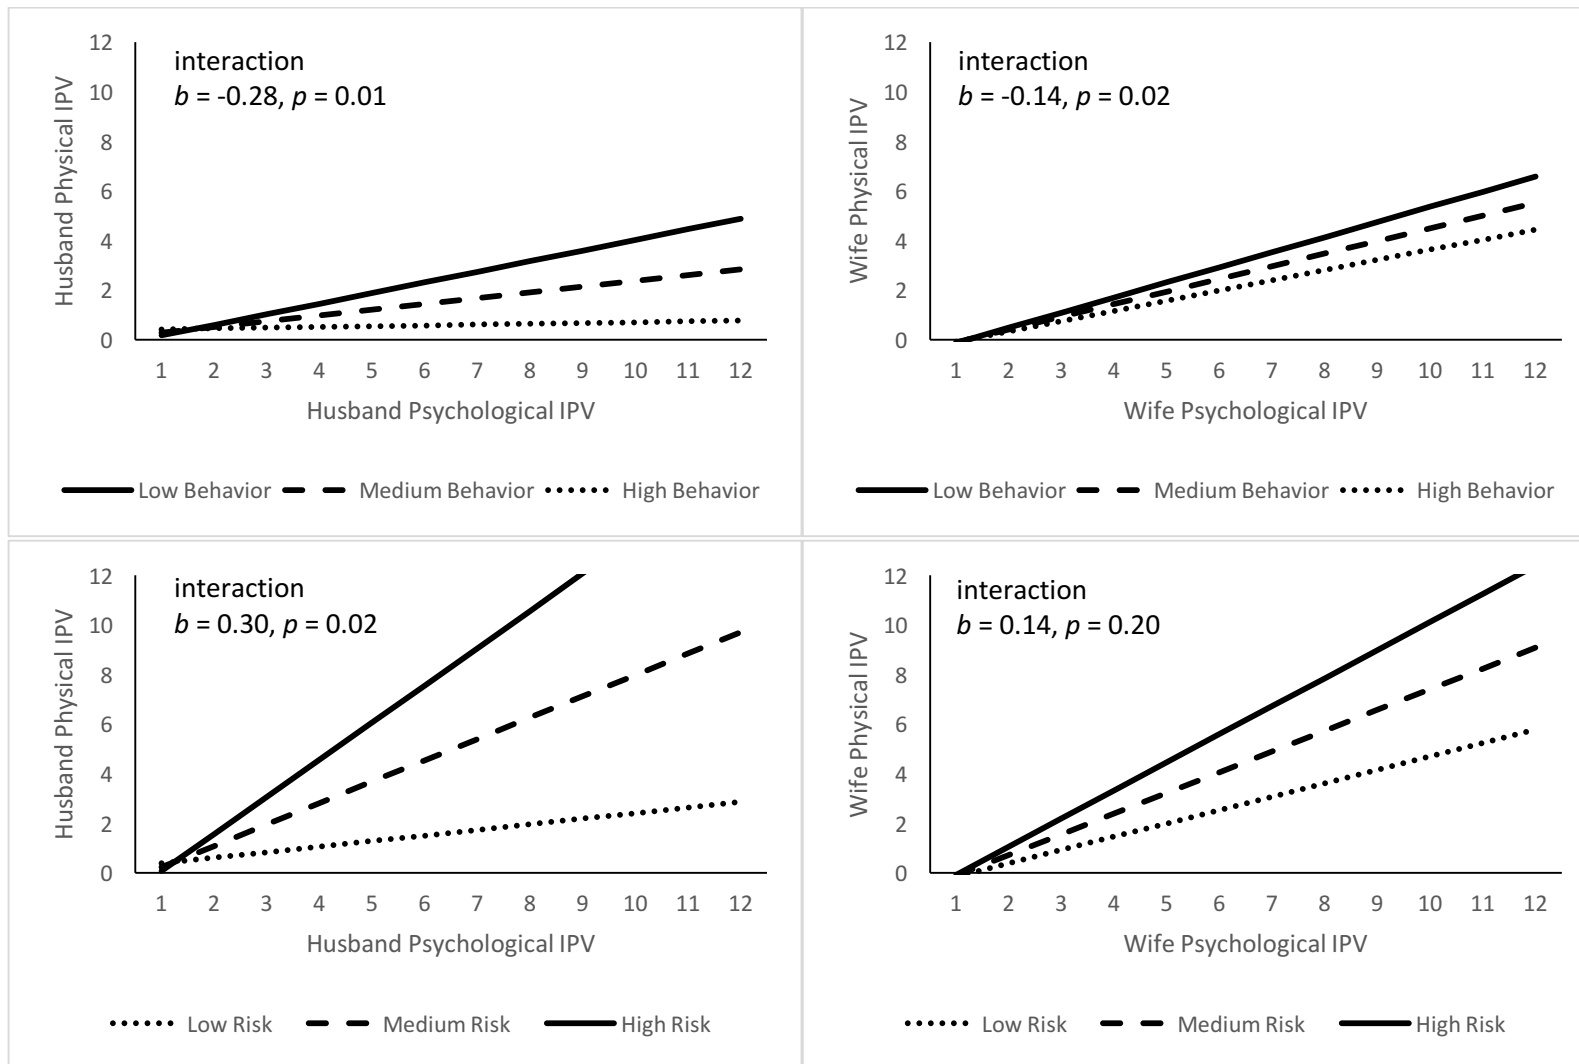 interaction
b = -0.28, p = 0.01
Husband Physical IPV
12
10
8
6
4
2
0
1 2 3 4 5 6 7 8 9 10 11 12
Husband Psychological IPV
Low Behavior Medium Behavior High Behavior
interaction
b = -0.14, p = 0.02
Wife Physical IPV
12
10
8
6
4
2
0
1 2 3 4 5 6 7 8 9 10 11 12
Wife Psychological IPV
Low Behavior Medium Behavior High Behavior
interaction
b = 0.30, p = 0.02
Husband Physical IPV
12
10
8
6
4
2
0
1 2 3 4 5 6 7 8 9 10 11 12
Husband Psychological IPV
Low Risk Medium Risk High Risk
interaction
b = 0.14, p = 0.20
Wife Physical IPV
12
10
8
6
4
2
0
1 2 3 4 5 6 7 8 9 10 11 12
Wife Psychological IPV
Low Risk Medium Risk High Risk